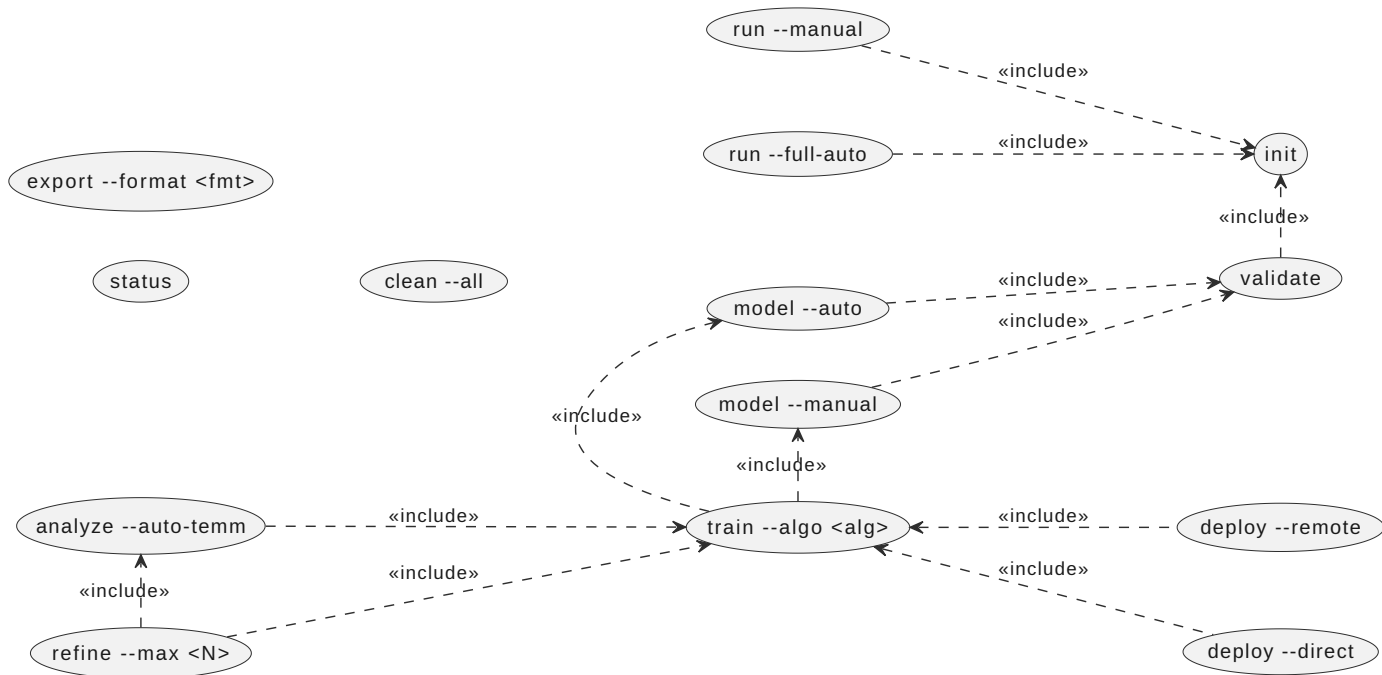 run --manual
«include»
«include»
run --full-auto
init
export --format <fmt>
«include»
status
clean --all
«include»
validate
model --auto
«include»
model --manual
«include»
«include»
analyze --auto-temm
«include»
train --algo <alg>
«include»
deploy --remote
«include»
«include»
«include»
refine --max <N>
deploy --direct